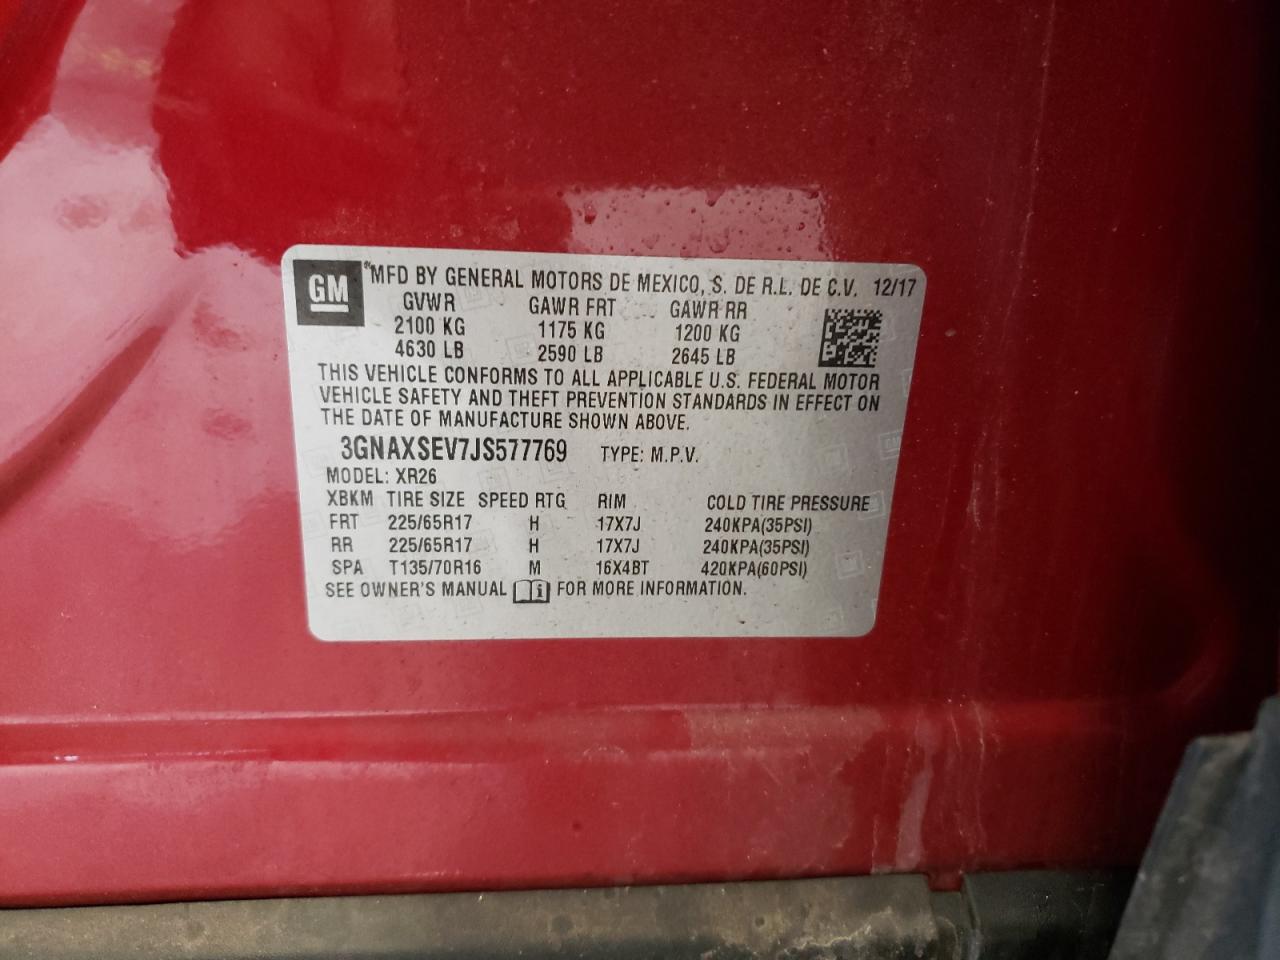 GM
MFD BY GENERAL MOTORS DE MEXICO, S. DE R.L. DE C.V. 12/17
GVWR GAWR FRT GAWR RR
2100 KG 1175 KG 1200 KG
4630 LB 2590 LB 2645 LB
THIS VEHICLE CONFORMS TO ALL APPLICABLE U.S. FEDERAL MOTOR
VEHICLE SAFETY AND THEFT PREVENTION STANDARDS IN EFFECT ON
THE DATE OF MANUFACTURE SHOWN ABOVE.
3GNAXSEV7JS577769 TYPE: M.P.V.
MODEL: XR26
XBKM TIRE SIZE SPEED RTG RIM COLD TIRE PRESSURE
FRT 225/65R17 H 17X7J 240KPA(35PSI)
RR 225/65R17 H 17X7J 240KPA(35PSI)
SPA T135/70R16 M 16X4BT 420KPA(60PSI)
SEE OWNER'S MANUAL FOR MORE INFORMATION.